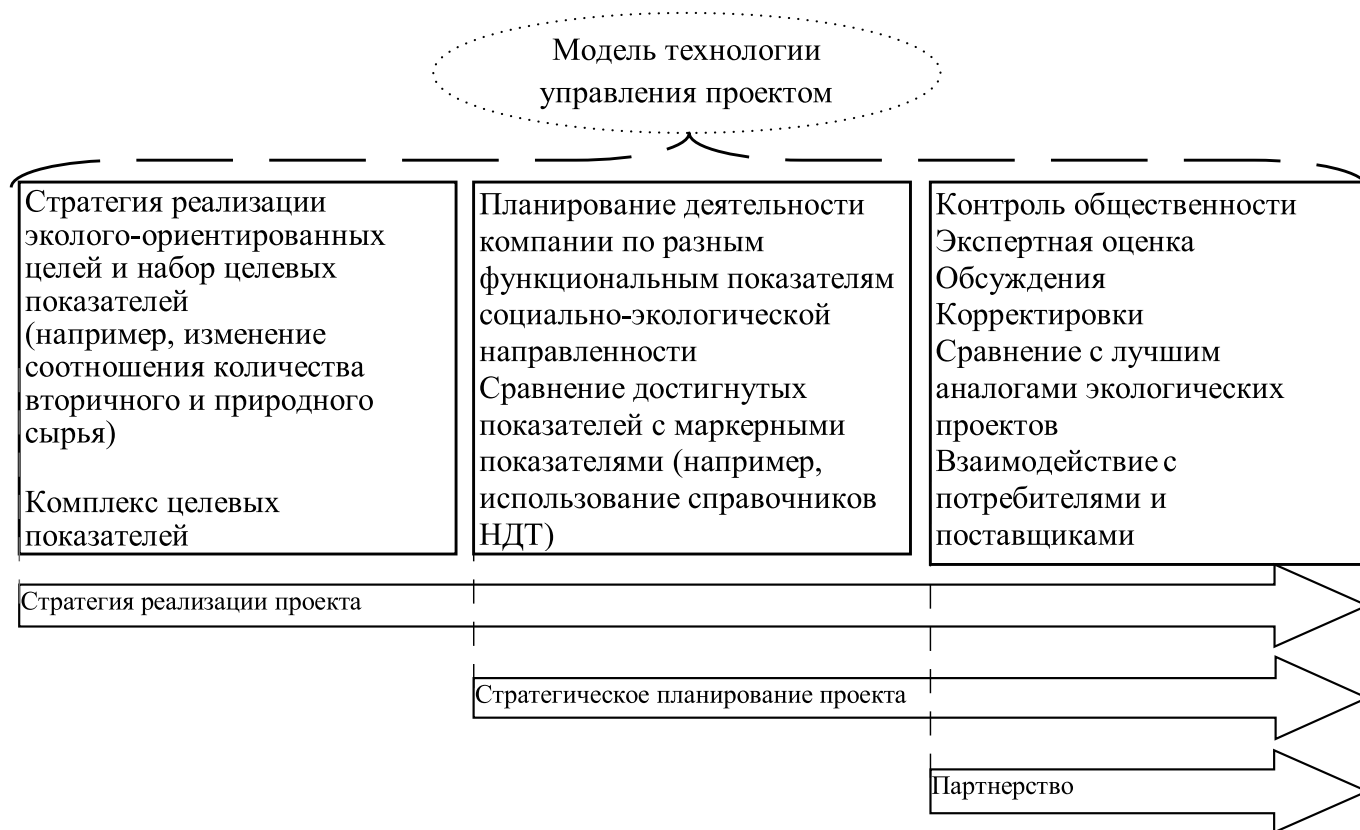 Модель технологии
управления проектом
Стратегия реализации
эколого-ориентированных
целей и набор целевых
показателей
(например, изменение
соотношения количества
вторичного и природного
сырья)
Комплекс целевых
показателей
Планирование деятельности
компании по разным
функциональным показателям
социально-экологической
направленности
Сравнение достигнутых
показателей с маркерными
показателями (например,
использование справочников
НДТ)
Контроль общественности
Экспертная оценка
Обсуждения
Корректировки
Сравнение с лучшим
аналогами экологических
проектов
Взаимодействие с
потребителями и
поставщиками
Стратегия реализации проекта
Стратегическое планирование проекта
Партнерство